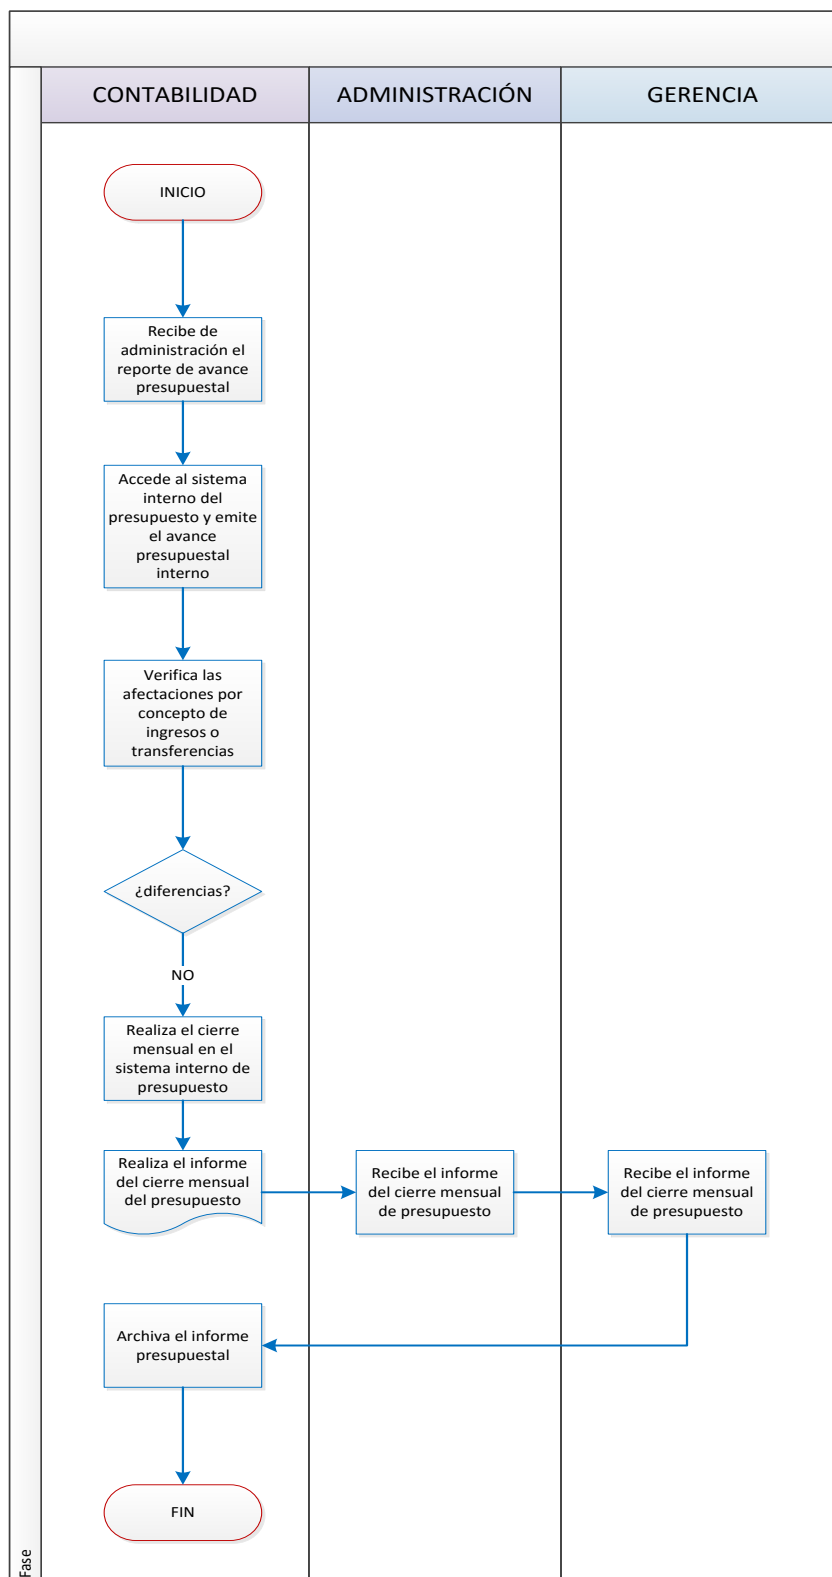 CONTABILIDAD
ADMINISTRACIÓN
GERENCIA
INICIO
Recibe de
administración el
reporte de avance
presupuestal
Accede al sistema
interno del
presupuesto y emite
el avance
presupuestal
interno
Verifica las
afectaciones por
concepto de
ingresos o
transferencias
¿diferencias?
NO
Realiza el cierre
mensual en el
sistema interno de
presupuesto
Realiza el informe
del cierre mensual
del presupuesto
Recibe el informe
del cierre mensual
de presupuesto
Recibe el informe
del cierre mensual
de presupuesto
Archiva el informe
presupuestal
FIN
Fase